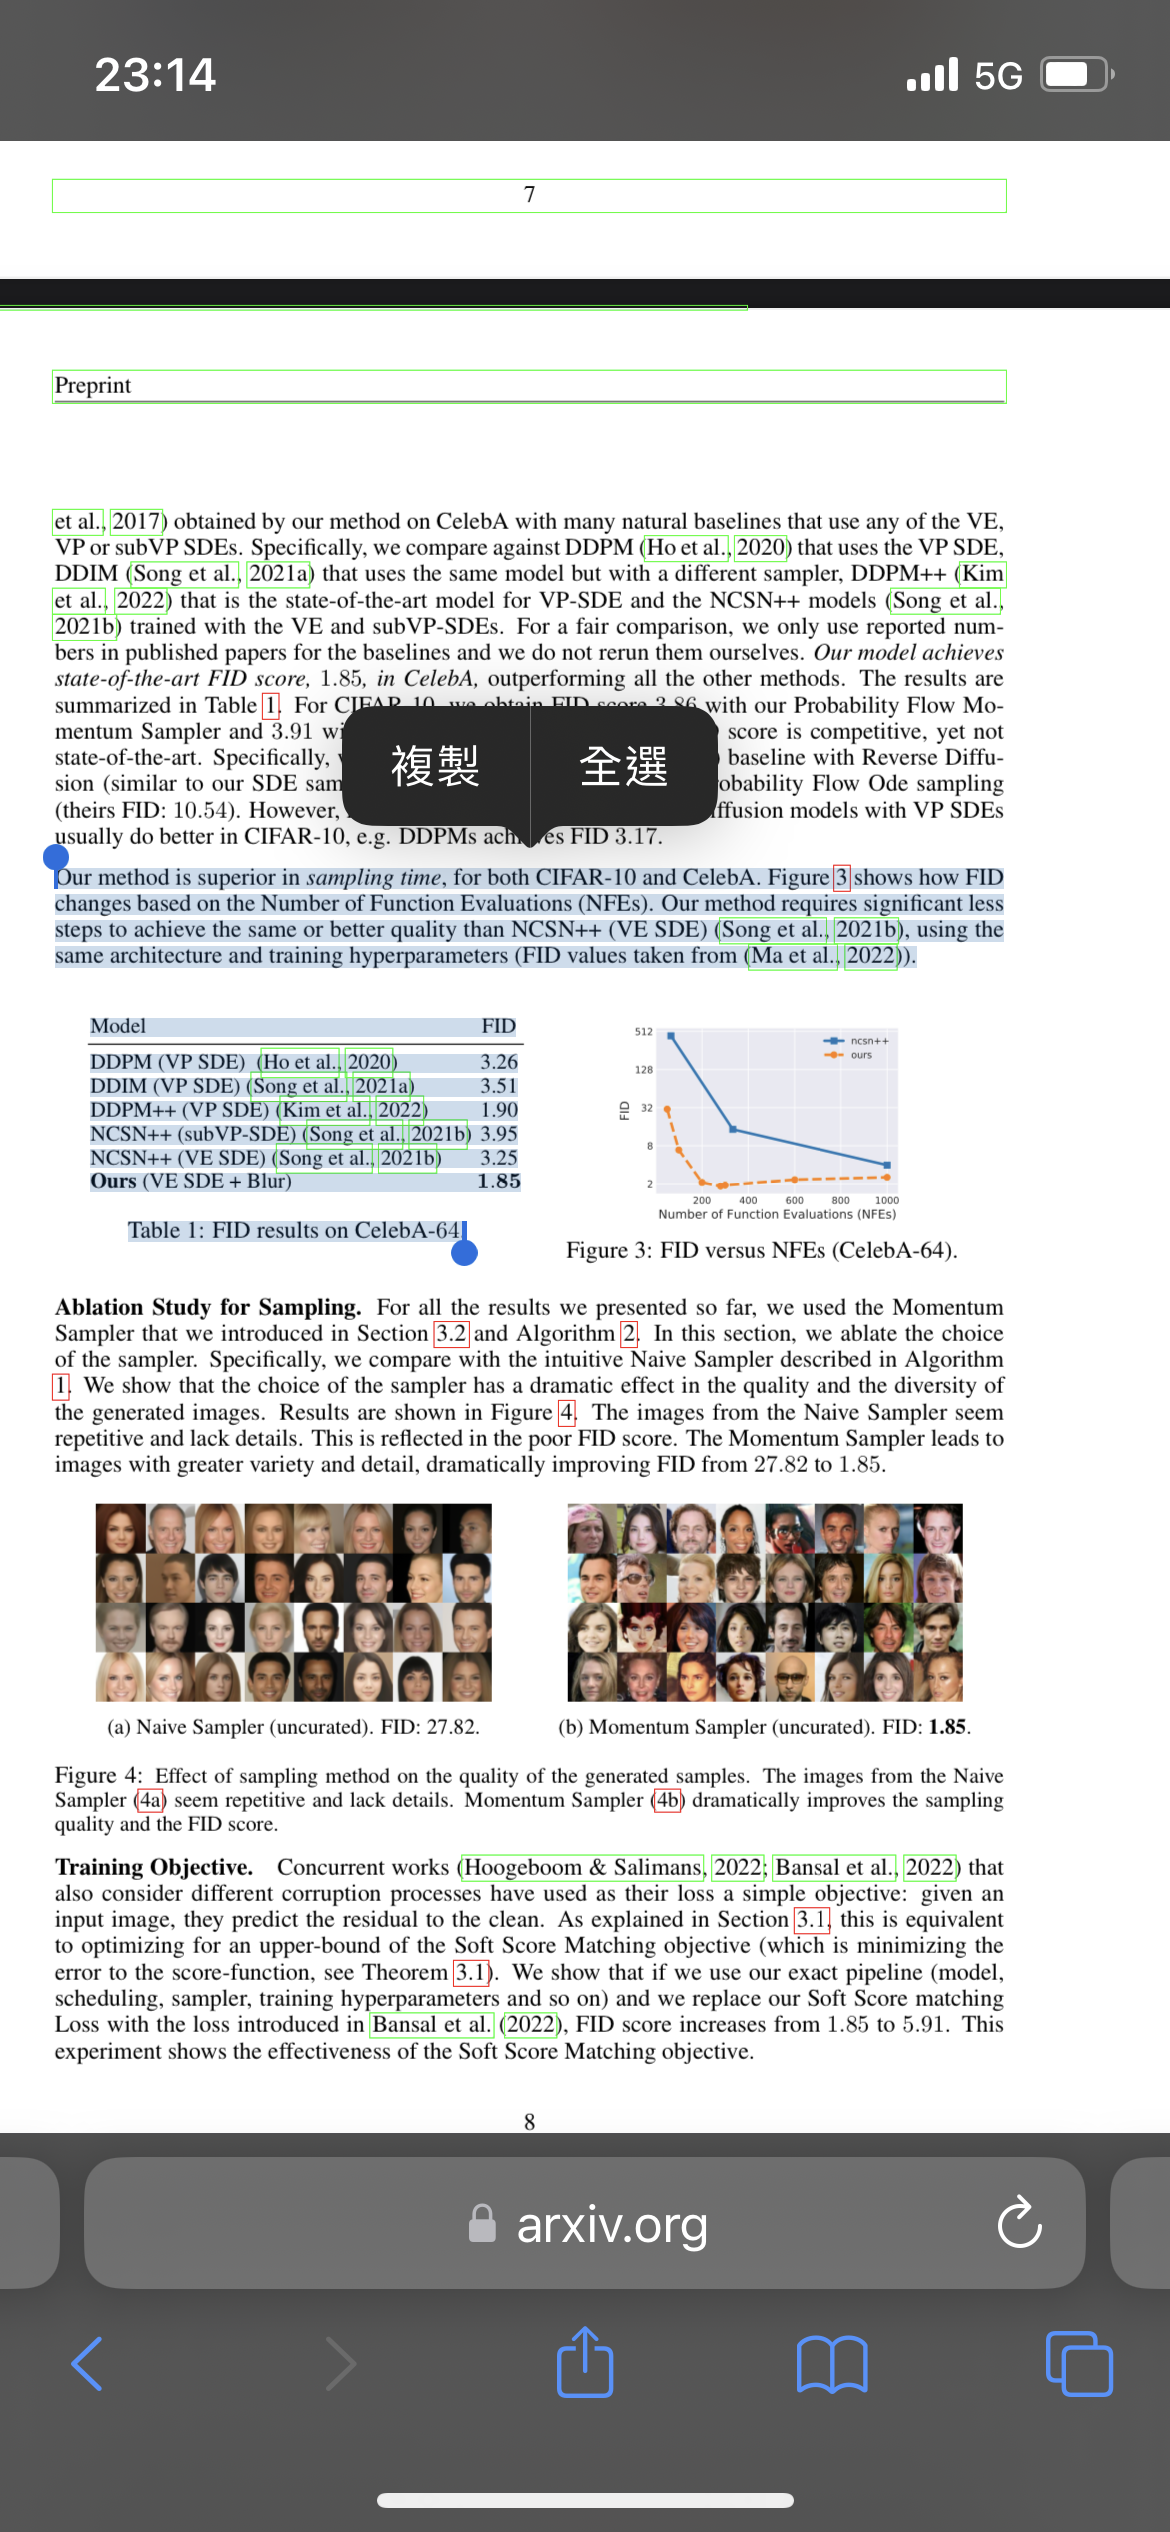 23:14
5G
7
Preprint
et al., 2017) obtained by our method on CelebA with many natural baselines that use any of the VE,
VP or subVP SDEs. Specifically, we compare against DDPM (Ho et al., 2020) that uses the VP SDE,
DDIM (Song et al., 2021a) that uses the same model but with a different sampler, DDPM++ (Kim
et al., 2022) that is the state-of-the-art model for VP-SDE and the NCSN++ models (Song et al.,
2021b) trained with the VE and subVP-SDEs. For a fair comparison, we only use reported num-
bers in published papers for the baselines and we do not rerun them ourselves. Our model achieves
state-of-the-art FID score, 1.85, in CelebA, outperforming all the other methods. The results are
summarized in Table 1. For CIFAR-10, we obtain FID score 3.86 with our Probability Flow Mo-
mentum Sampler and 3.91 score is competitive, yet not
state-of-the-art. Specifically, baseline with Reverse Diffu-
sion (similar to our SDE Probability Flow Ode sampling
(theirs FID: 10.54). However, diffusion models with VP SDEs
usually do better in CIFAR-10, e.g. DDPMs achieves FID 3.17.
複製 全選
Our method is superior in sampling time, for both CIFAR-10 and CelebA. Figure 3 shows how FID
changes based on the Number of Function Evaluations (NFEs). Our method requires significant less
steps to achieve the same or better quality than NCSN++ (VE SDE) (Song et al., 2021b), using the
same architecture and training hyperparameters (FID values taken from (Ma et al., 2022)).
Model FID
DDPM (VP SDE) (Ho et al., 2020) 3.26
DDIM (VP SDE) (Song et al., 2021a) 3.51
DDPM++ (VP SDE) (Kim et al., 2022) 1.90
NCSN++ (subVP-SDE) (Song et al., 2021b) 3.95
NCSN++ (VE SDE) (Song et al., 2021b) 3.25
Ours (VE SDE + Blur) 1.85
Table 1: FID results on CelebA-64
512
128
32
8
2
FID
ncsn++
ours
200 400 600 800 1000
Number of Function Evaluations (NFEs)
Figure 3: FID versus NFEs (CelebA-64).
Ablation Study for Sampling. For all the results we presented so far, we used the Momentum
Sampler that we introduced in Section 3.2 and Algorithm 2. In this section, we ablate the choice
of the sampler. Specifically, we compare with the intuitive Naive Sampler described in Algorithm
1. We show that the choice of the sampler has a dramatic effect in the quality and the diversity of
the generated images. Results are shown in Figure 4. The images from the Naive Sampler seem
repetitive and lack details. This is reflected in the poor FID score. The Momentum Sampler leads to
images with greater variety and detail, dramatically improving FID from 27.82 to 1.85.
(a) Naive Sampler (uncurated). FID: 27.82.
(b) Momentum Sampler (uncurated). FID: 1.85.
Figure 4: Effect of sampling method on the quality of the generated samples. The images from the Naive
Sampler (4a) seem repetitive and lack details. Momentum Sampler (4b) dramatically improves the sampling
quality and the FID score.
Training Objective. Concurrent works (Hoogeboom & Salimans, 2022; Bansal et al., 2022) that
also consider different corruption processes have used as their loss a simple objective: given an
input image, they predict the residual to the clean. As explained in Section 3.1, this is equivalent
to optimizing for an upper-bound of the Soft Score Matching objective (which is minimizing the
error to the score-function, see Theorem 3.1). We show that if we use our exact pipeline (model,
scheduling, sampler, training hyperparameters and so on) and we replace our Soft Score matching
Loss with the loss introduced in Bansal et al. (2022), FID score increases from 1.85 to 5.91. This
experiment shows the effectiveness of the Soft Score Matching objective.
8
arxiv.org